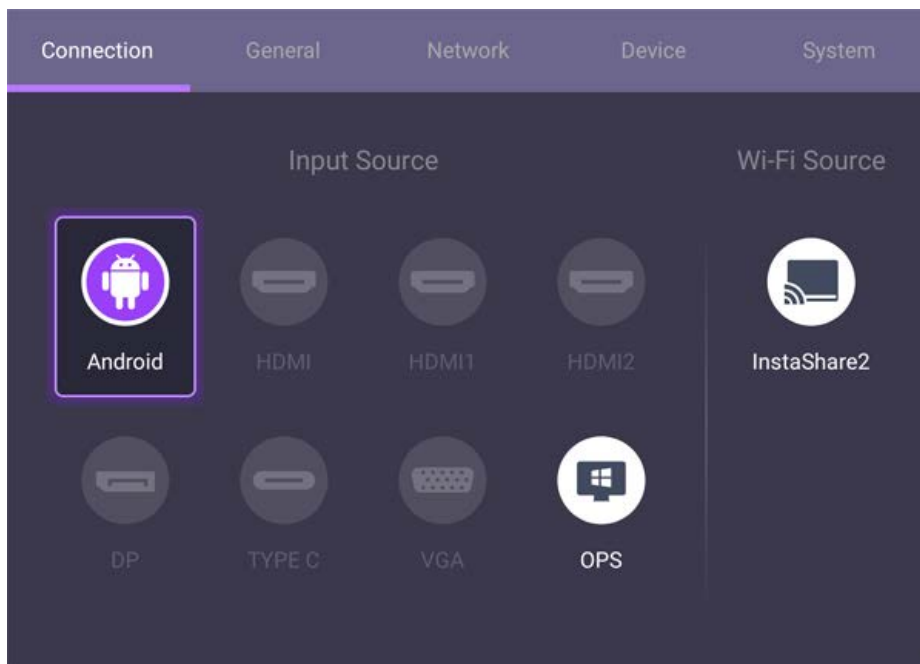 Connection General Network Device System
Input Source Wi-Fi Source
Android HDMI HDMI1 HDMI2 InstaShare2
DP TYPE C VGA OPS